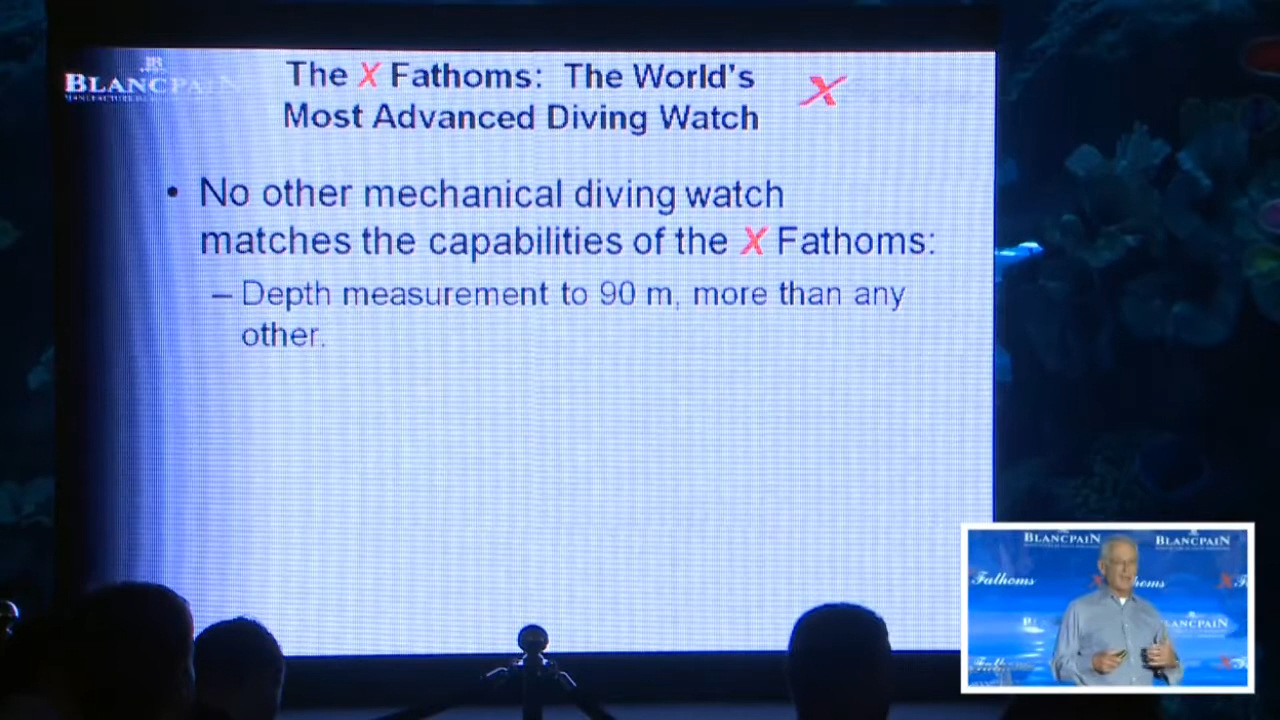 JB
BLANCPAIN
The X Fathoms: The World's
X
Most Advanced Diving Watch
• No other mechanical diving watch
matches the capabilities of the X Fathoms:
– Depth measurement to 90 m, more than any
other.
BLANCPAIN
BLANCPAIN
Fathoms